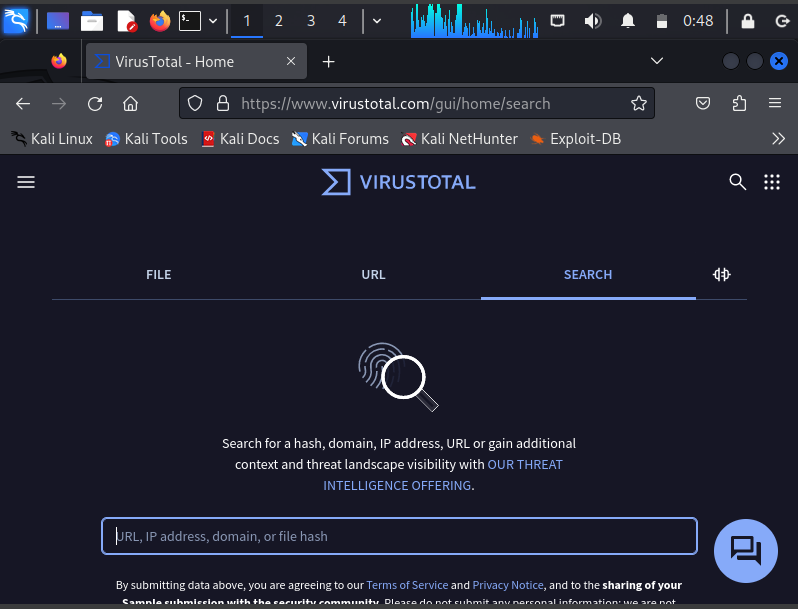 1 2 3 4 0:48
VirusTotal - Home
https://www.virustotal.com/gui/home/search
Kali Linux Kali Tools Kali Docs Kali Forums Kali NetHunter Exploit-DB
VIRUSTOTAL
FILE URL SEARCH
Search for a hash, domain, IP address, URL or gain additional
context and threat landscape visibility with OUR THREAT
INTELLIGENCE OFFERING.
URL, IP address, domain, or file hash
By submitting data above, you are agreeing to our Terms of Service and Privacy Notice, and to the sharing of your
Sample submission with the security community. Please do not submit any personal information; we are not